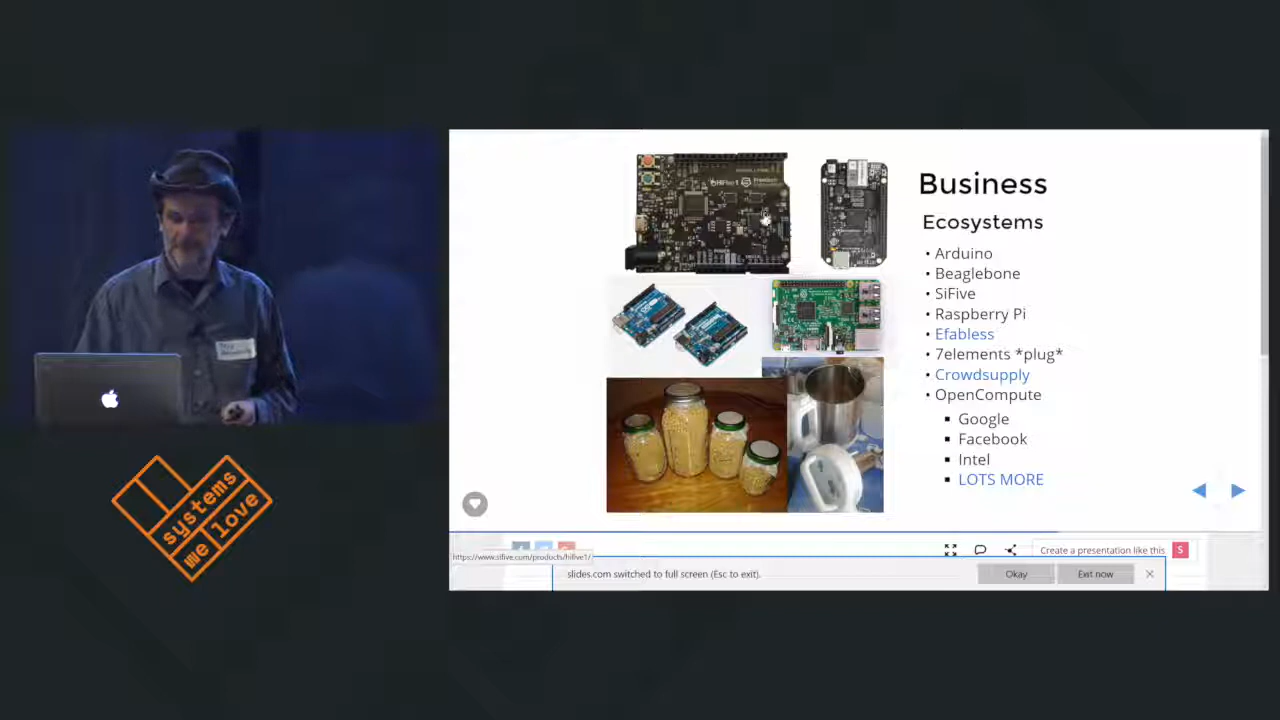 systems
we love
HiFive1
Business
Ecosystems
• Arduino
• Beaglebone
• SiFive
• Raspberry Pi
• Efabless
• 7elements *plug*
• Crowdsupply
• OpenCompute
▪ Google
▪ Facebook
▪ Intel
▪ LOTS MORE
Create a presentation like this S
https://www.sifive.com/products/hifive1/
slides.com switched to full screen (Esc to exit). Okay Exit now